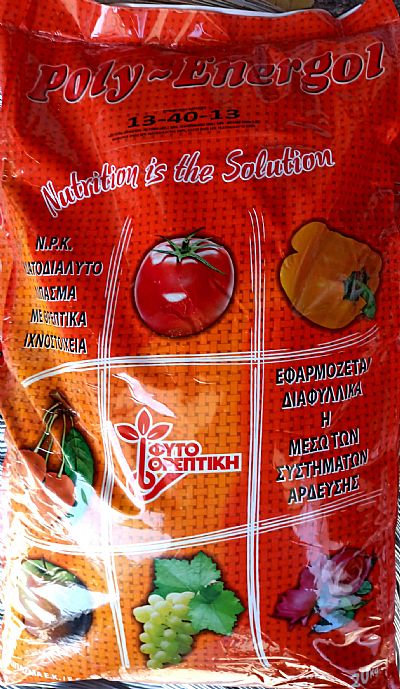 Poly~Energol
13-40-13
Nutrition is the Solution
N.P.K.
ΛΙΠΑΣΜΑ
ΜΕ ΘΡΕΠΤΙΚΑ
ΙΧΝΟΣΤΟΙΧΕΙΑ
ΕΦΑΡΜΟΖΕΤΑΙ
ΔΙΑΦΥΛΛΙΚΑ
Η
ΜΕΣΩ ΤΩΝ
ΣΥΣΤΗΜΑΤΩΝ
ΑΡΔΕΥΣΗΣ
ΦΥΤΟ
ΘΡΕΠΤΙΚΗ